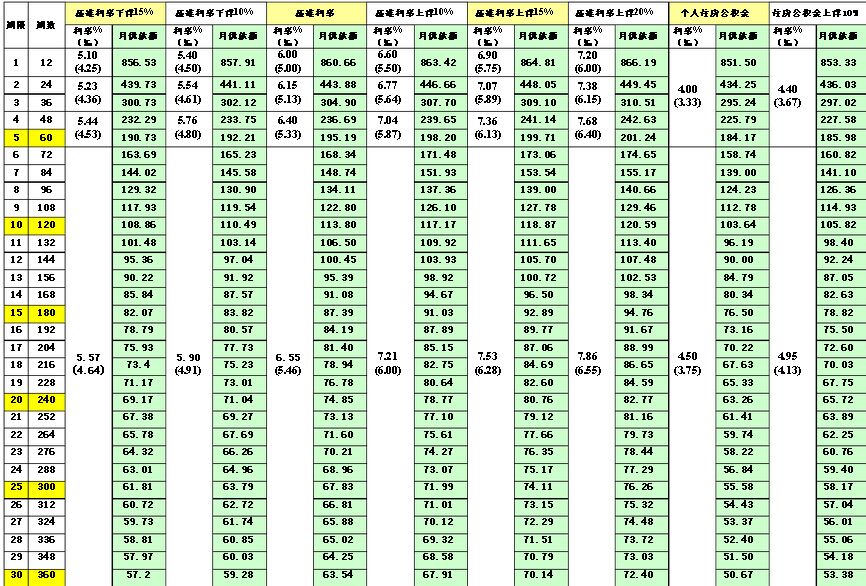 期限 期数 基准利率下浮15% 基准利率下浮10% 基准利率 基准利率上浮10% 基准利率上浮15% 基准利率上浮20% 个人住房公积金 住房公积金上浮10%
利率% (‰) 月供款额 利率% (‰) 月供款额 利率% (‰) 月供款额 利率% (‰) 月供款额 利率% (‰) 月供款额 利率% (‰) 月供款额 利率% (‰) 月供款额 利率% (‰) 月供款额
1 12 5.10 (4.25) 856.53 5.40 (4.50) 857.91 6.00 (5.00) 860.66 6.60 (5.50) 863.42 6.90 (5.75) 864.81 7.20 (6.00) 866.19 851.50 853.33
2 24 5.23 439.73 5.54 441.11 6.15 443.88 6.77 446.66 7.07 448.05 7.38 449.45 4.00 434.25 4.40 436.03
3 36 (4.36) 300.73 (4.61) 302.12 (5.13) 304.90 (5.64) 307.70 (5.89) 309.10 (6.15) 310.51 (3.33) 295.24 (3.67) 297.02
4 48 5.44 232.29 5.76 233.75 6.40 236.69 7.04 239.65 7.36 241.14 7.68 242.63 225.79 227.58
5 60 (4.53) 190.73 (4.80) 192.21 (5.33) 195.19 (5.87) 198.20 (6.13) 199.71 (6.40) 201.24 184.17 185.98
6 72 163.69 165.23 168.34 171.48 173.06 174.65 158.74 160.82
7 84 144.02 145.58 148.74 151.93 153.54 155.17 139.00 141.10
8 96 129.32 130.90 134.11 137.36 139.00 140.66 124.23 126.36
9 108 117.93 119.54 122.80 126.10 127.78 129.46 112.78 114.93
10 120 108.86 110.49 113.80 117.17 118.87 120.59 103.64 105.82
11 132 101.48 103.14 106.50 109.92 111.65 113.40 96.19 98.40
12 144 95.36 97.04 100.45 103.93 105.70 107.48 90.00 92.24
13 156 90.22 91.92 95.39 98.92 100.72 102.53 84.79 87.05
14 168 85.84 87.57 91.08 94.67 96.50 98.34 80.34 82.63
15 180 82.07 83.82 87.39 91.03 92.89 94.76 76.50 78.82
16 192 78.79 80.57 84.19 87.89 89.77 91.67 73.16 75.50
17 204 5.57 75.93 5.90 77.73 6.55 81.40 7.21 85.15 7.53 87.06 7.86 88.99 4.50 70.22 4.95 72.60
18 216 (4.64) 73.4 (4.91) 75.23 (5.46) 78.94 (6.00) 82.75 (6.28) 84.69 (6.55) 86.65 (3.75) 67.63 (4.13) 70.03
19 228 71.17 73.01 76.78 80.64 82.60 84.59 65.33 67.75
20 240 69.17 71.04 74.85 78.77 80.76 82.77 63.26 65.72
21 252 67.38 69.27 73.13 77.10 79.12 81.16 61.41 63.89
22 264 65.78 67.69 71.60 75.61 77.66 79.73 59.74 62.25
23 276 64.32 66.26 70.21 74.27 76.35 78.44 58.22 60.76
24 288 63.01 64.96 68.96 73.07 75.17 77.29 56.84 59.40
25 300 61.81 63.79 67.83 71.99 74.11 76.26 55.58 58.17
26 312 60.72 62.72 66.81 71.01 73.15 75.32 54.43 57.04
27 324 59.73 61.74 65.88 70.12 72.29 74.48 53.37 56.01
28 336 58.81 60.85 65.02 69.32 71.51 73.72 52.40 55.06
29 348 57.97 60.03 64.25 68.58 70.79 73.03 51.50 54.18
30 360 57.2 59.28 63.54 67.91 70.14 72.40 50.67 53.38